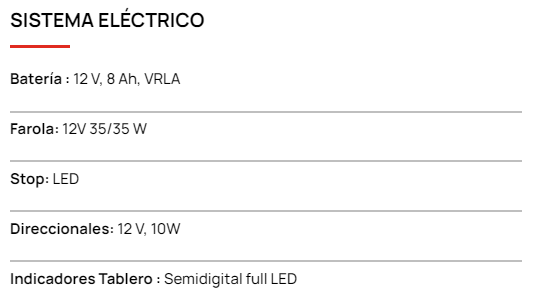 SISTEMA ELÉCTRICO
Batería : 12 V, 8 Ah, VRLA
Farola: 12V 35/35 W
Stop: LED
Direccionales: 12 V, 10W
Indicadores Tablero : Semidigital full LED